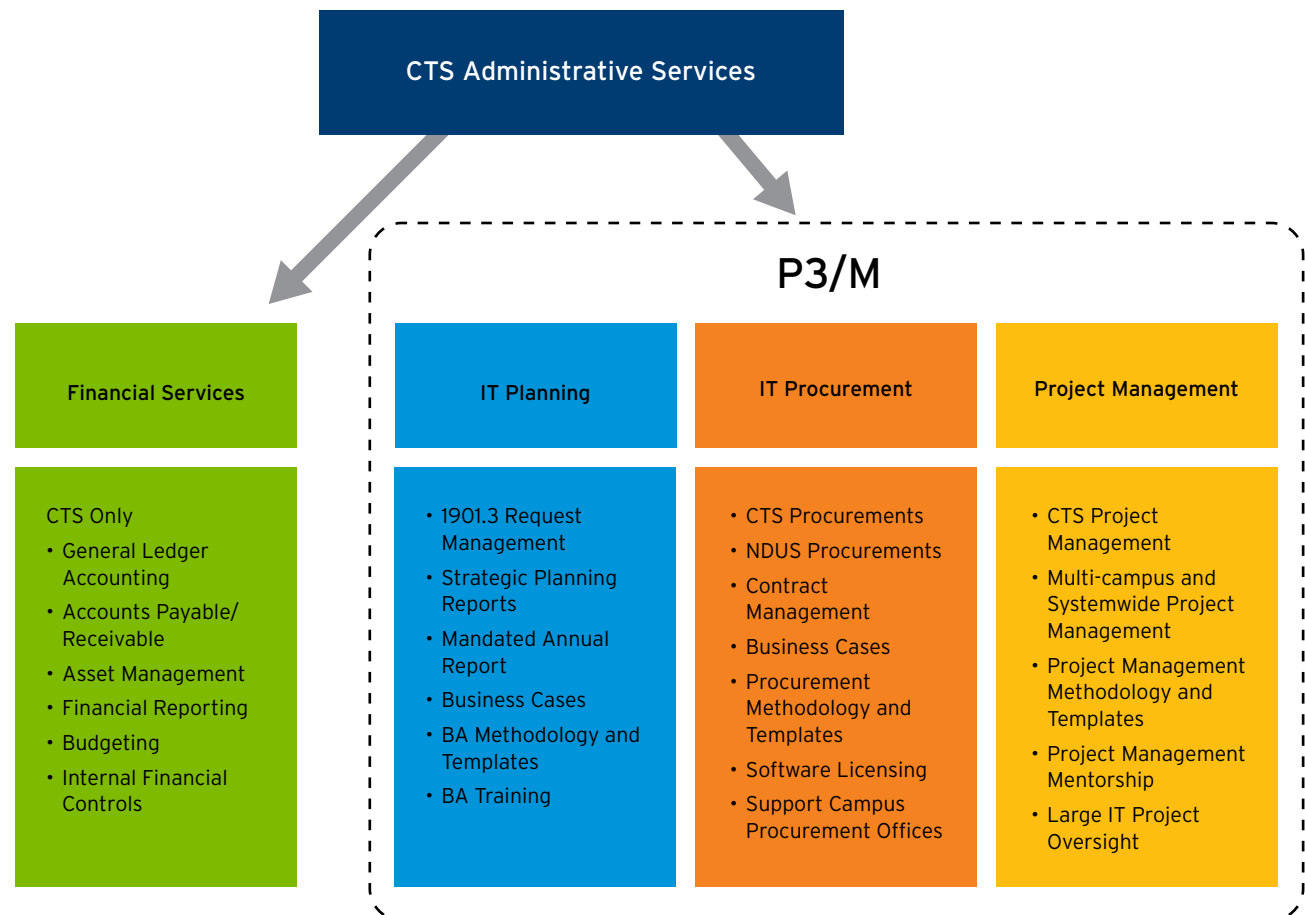 CTS Administrative Services
P3/M
Financial Services
CTS Only
• General Ledger
Accounting
• Accounts Payable/
Receivable
• Asset Management
• Financial Reporting
• Budgeting
• Internal Financial
Controls
IT Planning
• 1901.3 Request
Management
• Strategic Planning
Reports
• Mandated Annual
Report
• Business Cases
• BA Methodology and
Templates
• BA Training
IT Procurement
• CTS Procurements
• NDUS Procurements
• Contract
Management
• Business Cases
• Procurement
Methodology and
Templates
• Software Licensing
• Support Campus
Procurement Offices
Project Management
• CTS Project
Management
• Multi-campus and
Systemwide Project
Management
• Project Management
Methodology and
Templates
• Project Management
Mentorship
• Large IT Project
Oversight